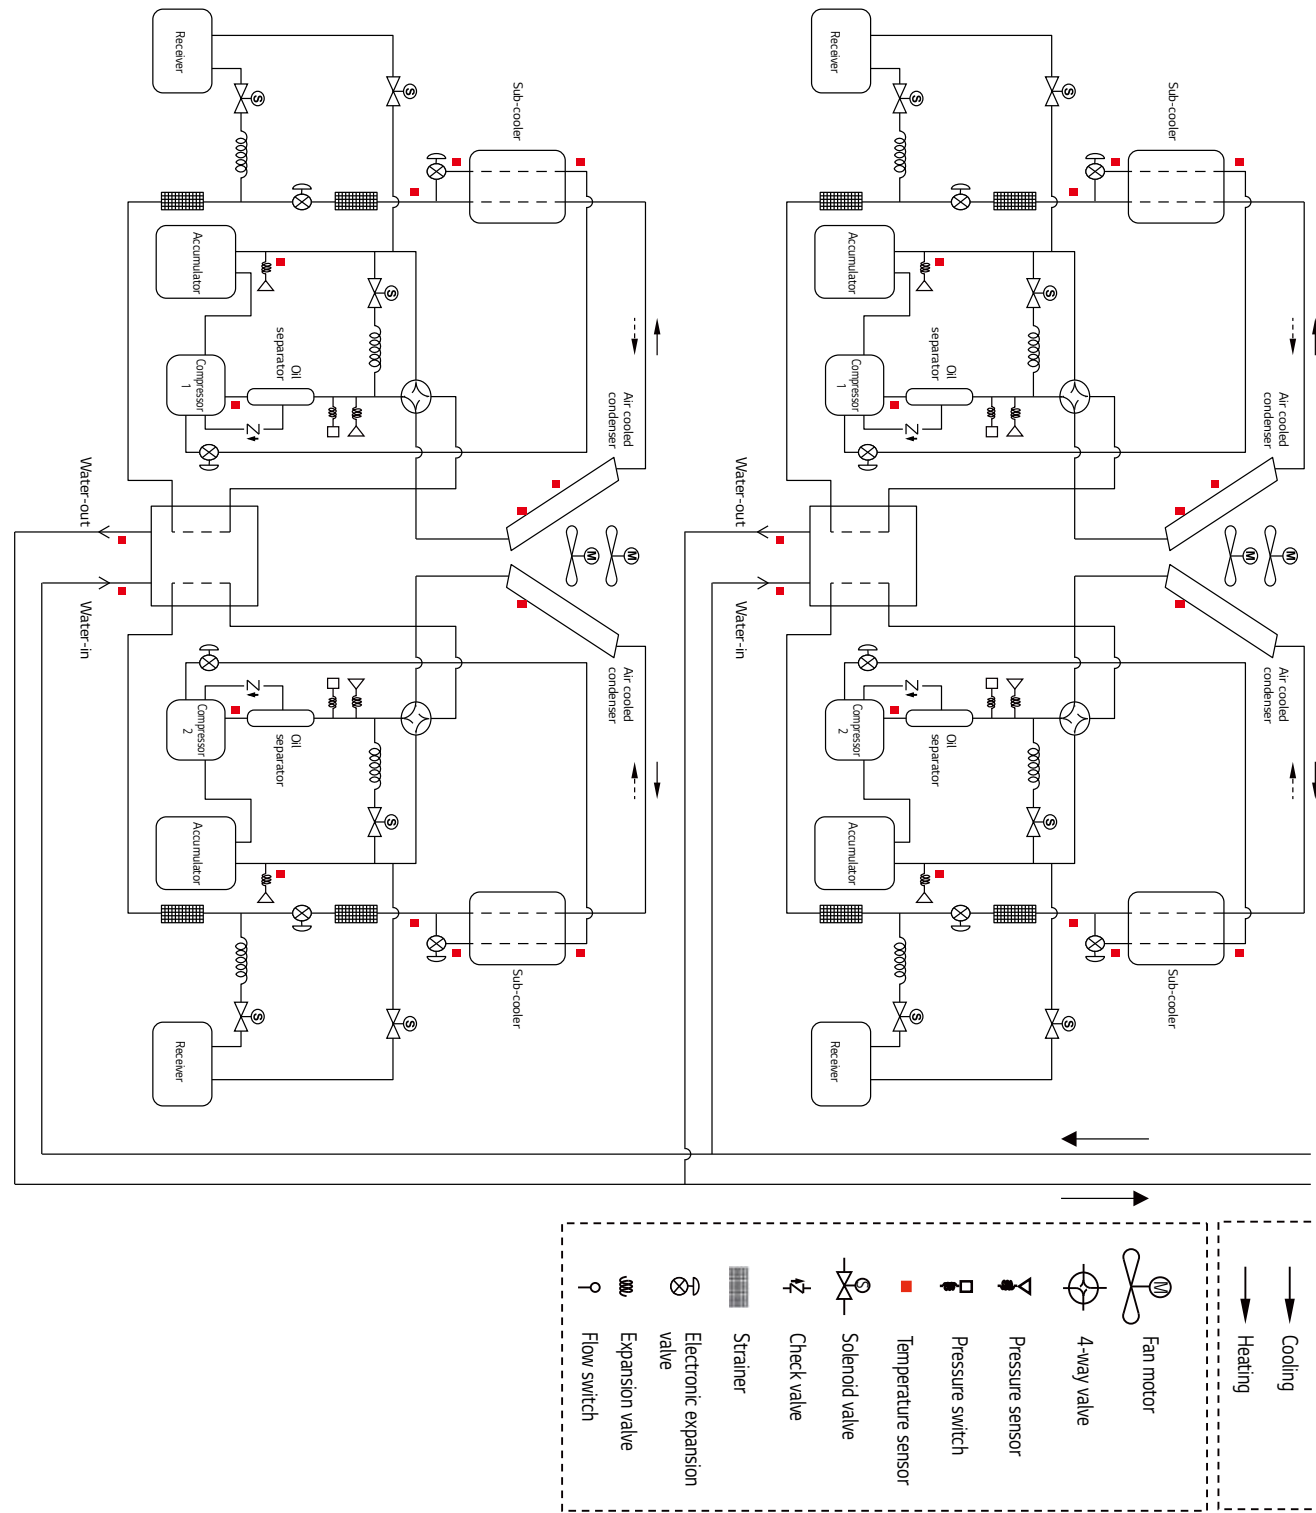 Air cooled
condenser
M
M
Air cooled
condenser
Sub-cooler
Sub-cooler
S
S
S
S
Oil
separator
Oil
separator
S
S
Receiver
Accumulator
Compressor
1
Compressor
2
Accumulator
Receiver
Water-out
Water-in
Air cooled
condenser
M
M
Air cooled
condenser
Sub-cooler
Sub-cooler
S
S
S
S
Oil
separator
Oil
separator
S
S
Receiver
Accumulator
Compressor
1
Compressor
2
Accumulator
Receiver
Water-out
Water-in
Cooling
Heating
M
Fan motor
4-way valve
Pressure sensor
Pressure switch
Temperature sensor
S
Solenoid valve
Check valve
Strainer
Electronic expansion
valve
Expansion valve
Flow switch